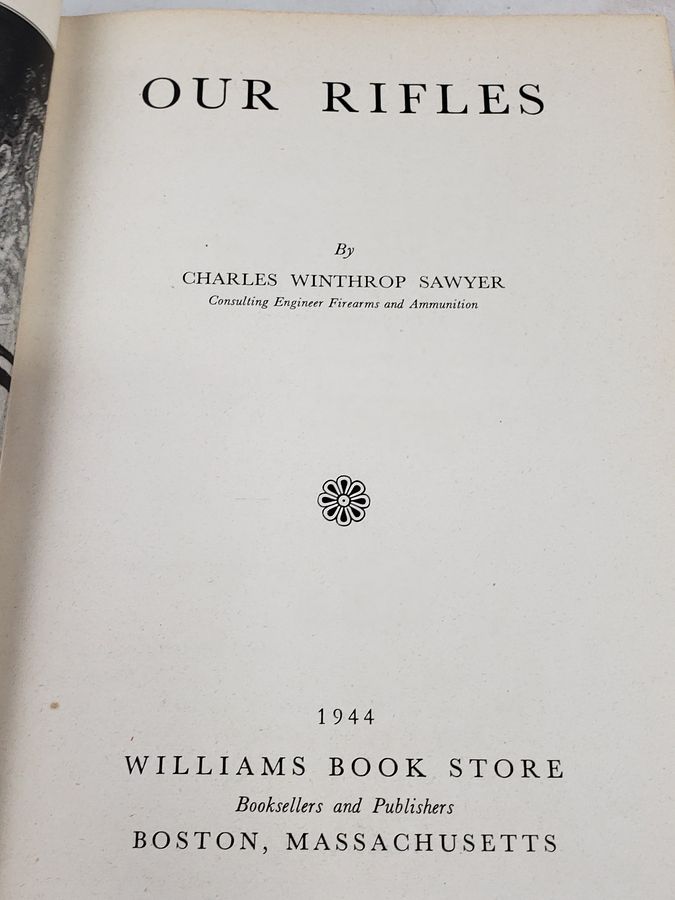 OUR RIFLES
By
CHARLES WINTHROP SAWYER
Consulting Engineer Firearms and Ammunition
1944
WILLIAMS BOOK STORE
Booksellers and Publishers
BOSTON, MASSACHUSETTS